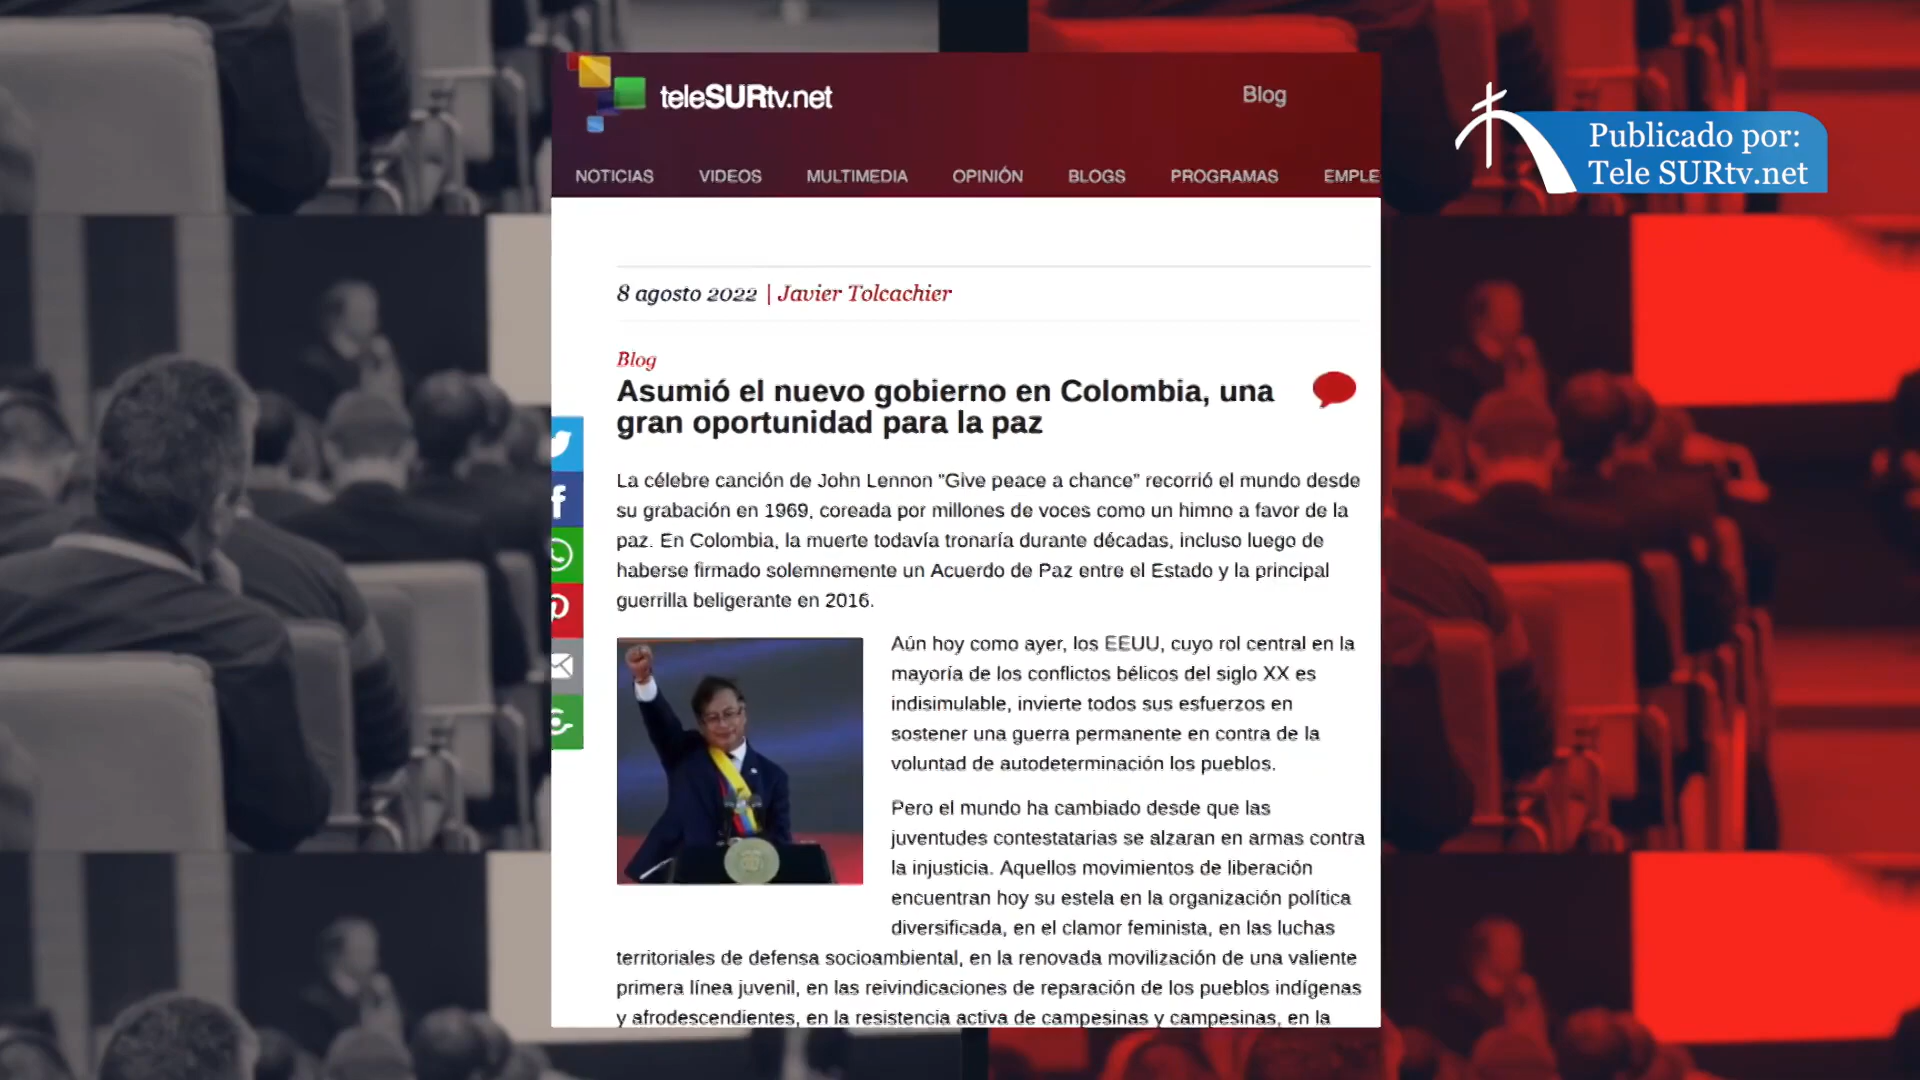 teleSURtv.net
Blog
Publicado por:
Tele SURtv.net
NOTICIAS VIDEOS MULTIMEDIA OPINIÓN BLOGS PROGRAMAS EMPLE
8 agosto 2022 | Javier Tolcachier
Blog
Asumió el nuevo gobierno en Colombia, una
gran oportunidad para la paz
La célebre canción de John Lennon "Give peace a chance" recorrió el mundo desde
su grabación en 1969, coreada por millones de voces como un himno a favor de la
paz. En Colombia, la muerte todavía tronaría durante décadas, incluso luego de
haberse firmado solemnemente un Acuerdo de Paz entre el Estado y la principal
guerrilla beligerante en 2016.
Aún hoy como ayer, los EEUU, cuyo rol central en la
mayoría de los conflictos bélicos del siglo XX es
indisimulable, invierte todos sus esfuerzos en
sostener una guerra permanente en contra de la
voluntad de autodeterminación los pueblos.
Pero el mundo ha cambiado desde que las
juventudes contestatarias se alzaran en armas contra
la injusticia. Aquellos movimientos de liberación
encuentran hoy su estela en la organización política
diversificada, en el clamor feminista, en las luchas
territoriales de defensa socioambiental, en la renovada movilización de una valiente
primera línea juvenil, en las reivindicaciones de reparación de los pueblos indígenas
y afrodescendientes, en la resistencia activa de campesinas y campesinas, en la